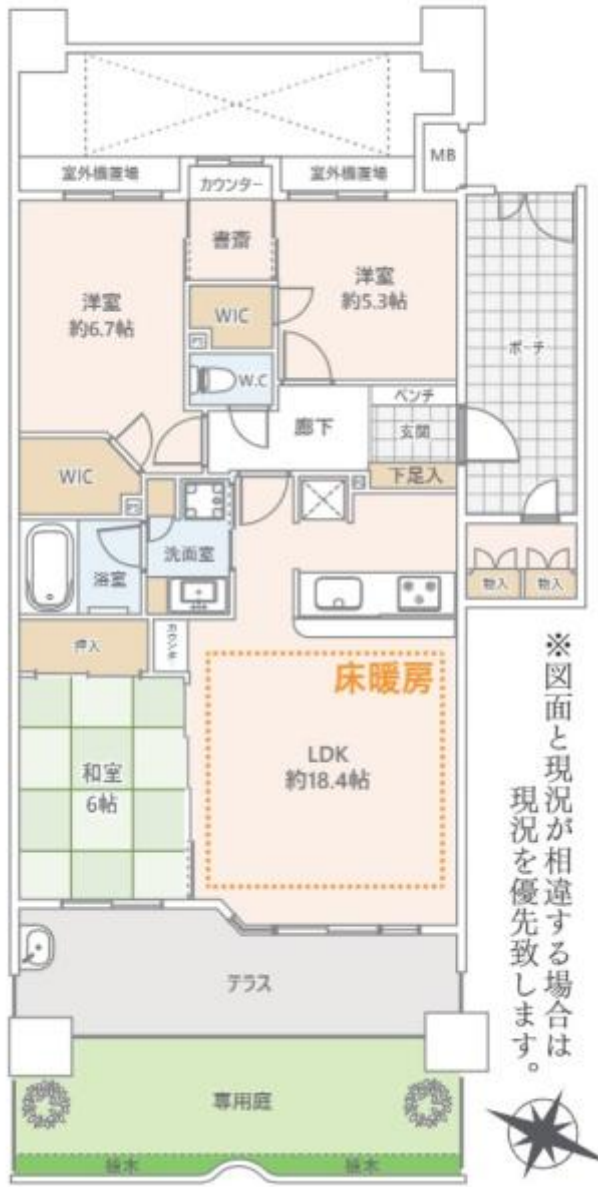 MB
室外機置場
カウンター
室外機置場
書斎
洋室
約6.7帖
洋室
約5.3帖
WIC
PS
W.C
ポーチ
ベンチ
廊下
玄関
下足入
WIC
PS
洗面室
浴室
物入
物入
押入
カウンター
床暖房
LDK
約18.4帖
和室
6帖
テラス
専用庭
植木
植木
※図面と現況が相違する場合は
現況を優先致します。